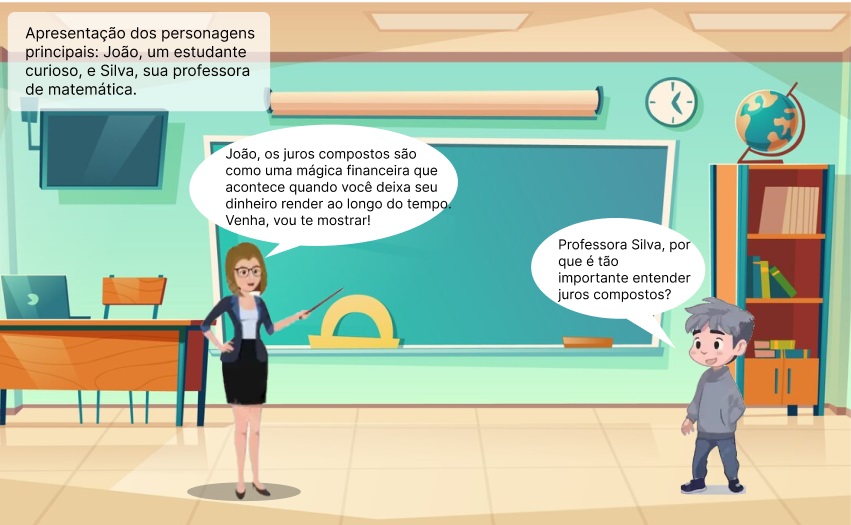 Apresentação dos personagens
principais: João, um estudante
curioso, e Silva, sua professora
de matemática.
João, os juros compostos são
como uma mágica financeira que
acontece quando você deixa seu
dinheiro render ao longo do tempo.
Venha, vou te mostrar!
Professora Silva, por
que é tão
importante entender
juros compostos?